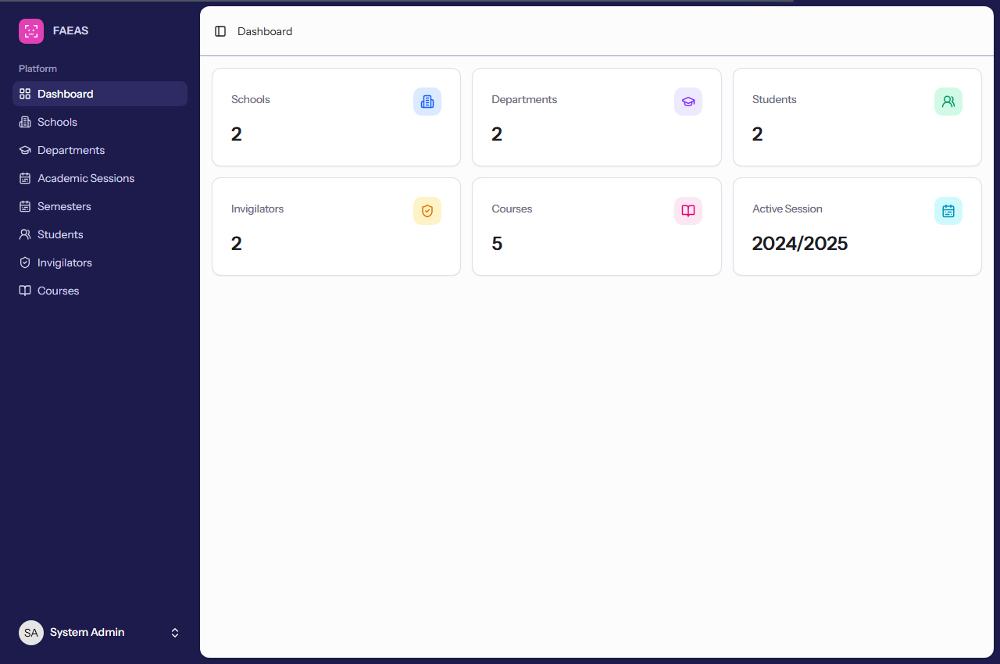 FAEAS
Platform
Dashboard
Schools
Departments
Academic Sessions
Semesters
Students
Invigilators
Courses
SA System Admin
Dashboard
Schools
2
Departments
2
Students
2
Invigilators
2
Courses
5
Active Session
2024/2025